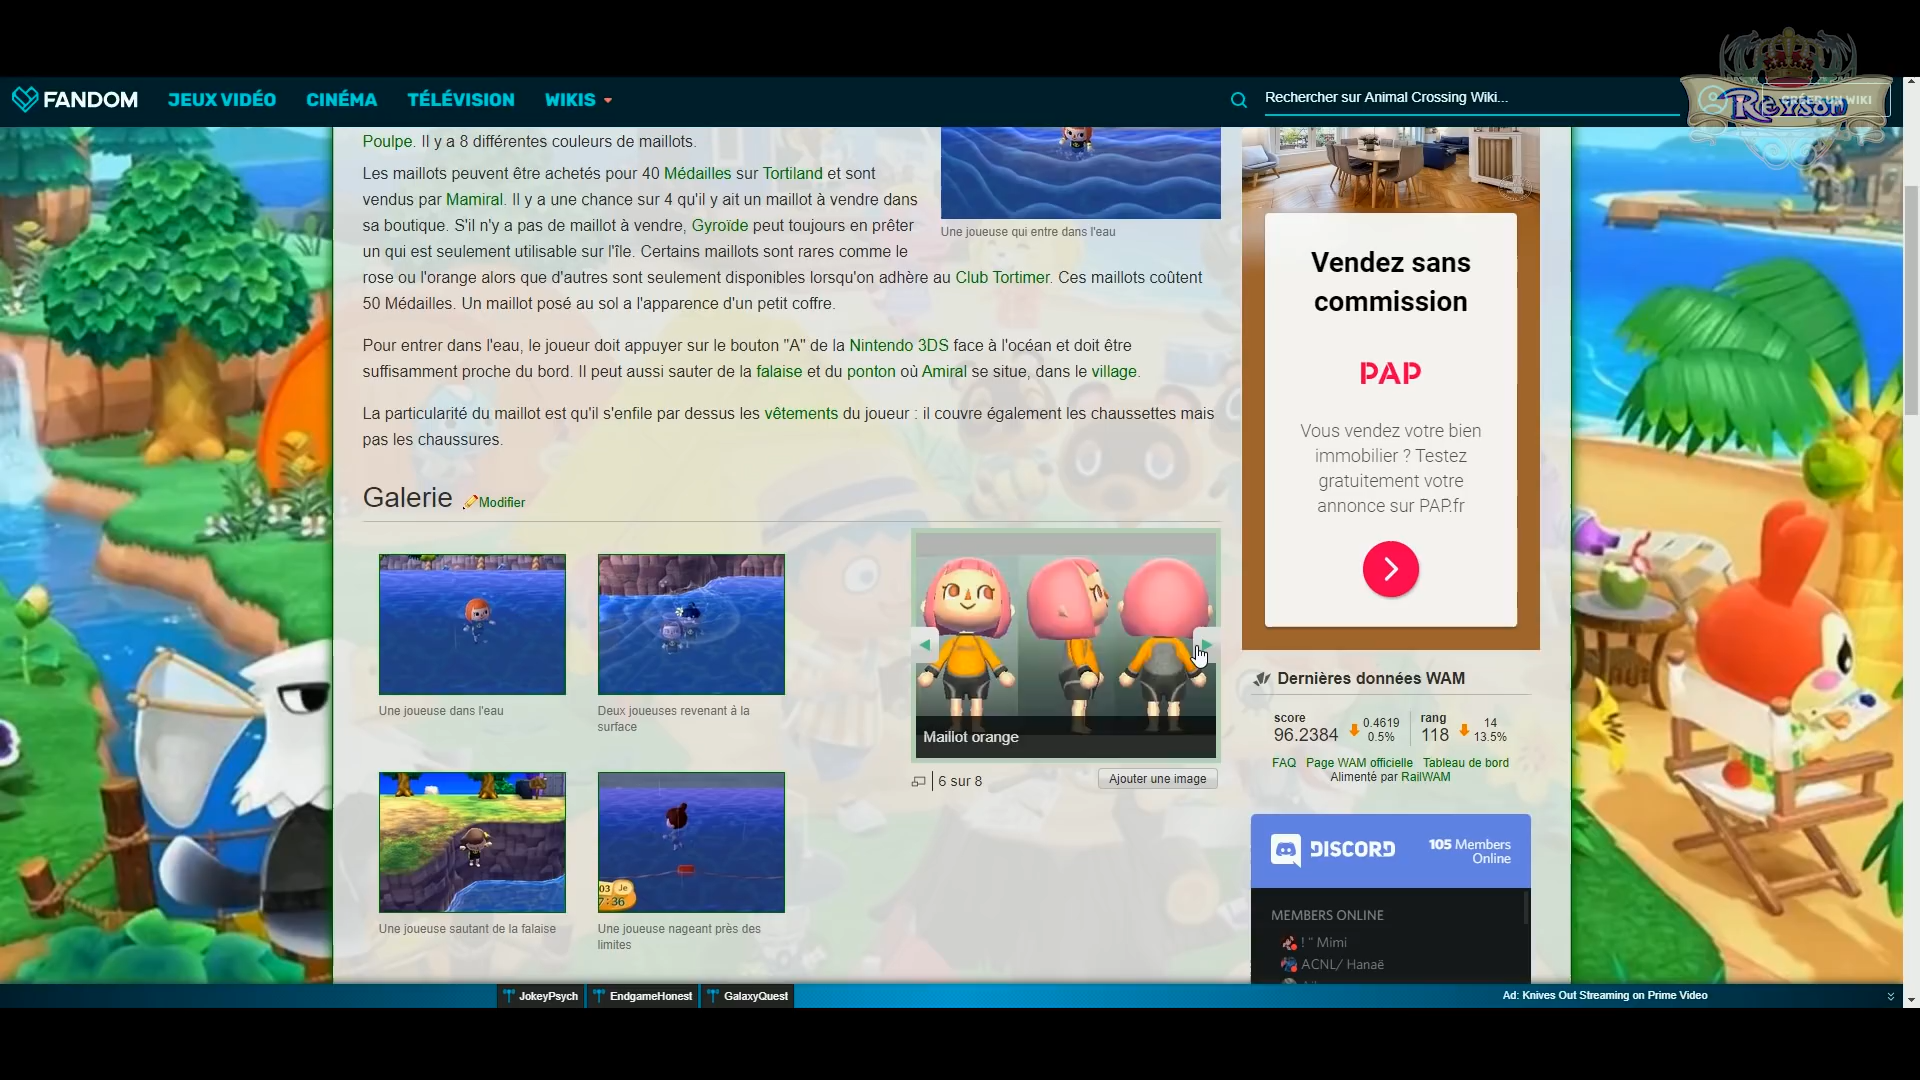 FANDOM
JEUX VIDÉO CINÉMA TÉLÉVISION WIKIS
Rechercher sur Animal Crossing Wiki...
CRÉER UN WIKI
Reyson
Poulpe. Il y a 8 différentes couleurs de maillots.
Les maillots peuvent être achetés pour 40 Médailles sur Tortiland et sont
vendus par Mamiral. Il y a une chance sur 4 qu'il y ait un maillot à vendre dans
sa boutique. S'il n'y a pas de maillot à vendre, Gyroïde peut toujours en prêter
un qui est seulement utilisable sur l'île. Certains maillots sont rares comme le
rose ou l'orange alors que d'autres sont seulement disponibles lorsqu'on adhère au Club Tortimer. Ces maillots coûtent
50 Médailles. Un maillot posé au sol a l'apparence d'un petit coffre.
Une joueuse qui entre dans l'eau
Pour entrer dans l'eau, le joueur doit appuyer sur le bouton "A" de la Nintendo 3DS face à l'océan et doit être
suffisamment proche du bord. Il peut aussi sauter de la falaise et du ponton où Amiral se situe, dans le village.
La particularité du maillot est qu'il s'enfile par dessus les vêtements du joueur : il couvre également les chaussettes mais
pas les chaussures.
Galerie Modifier
Une joueuse dans l'eau
Deux joueuses revenant à la
surface
03 Je
7:36
Une joueuse sautant de la falaise
Une joueuse nageant près des
limites
Maillot orange
6 sur 8
Ajouter une image
Vendez sans
commission
PAP
Vous vendez votre bien
immobilier ? Testez
gratuitement votre
annonce sur PAP.fr
Dernières données WAM
score
96.2384
0.4619
0.5%
rang
118
14
13.5%
FAQ Page WAM officielle Tableau de bord
Alimenté par RailWAM
DISCORD
105 Members
Online
MEMBERS ONLINE
! " Mimi
ACNL/ Hanaë
JokeyPsych EndgameHonest GalaxyQuest
Ad: Knives Out Streaming on Prime Video